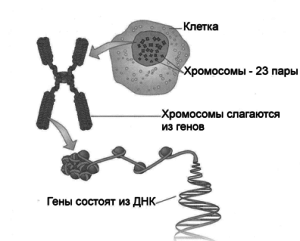 Клетка
Хромосомы - 23 пары
Хромосомы слагаются
из генов
Гены состоят из ДНК